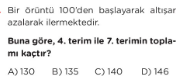 Bir örüntü 100'den başlayarak altışar
azalarak ilermektedir.
Buna göre, 4. terim ile 7. terimin topla-
mı kaçtır?
A) 130 B) 135 C) 140 D) 146